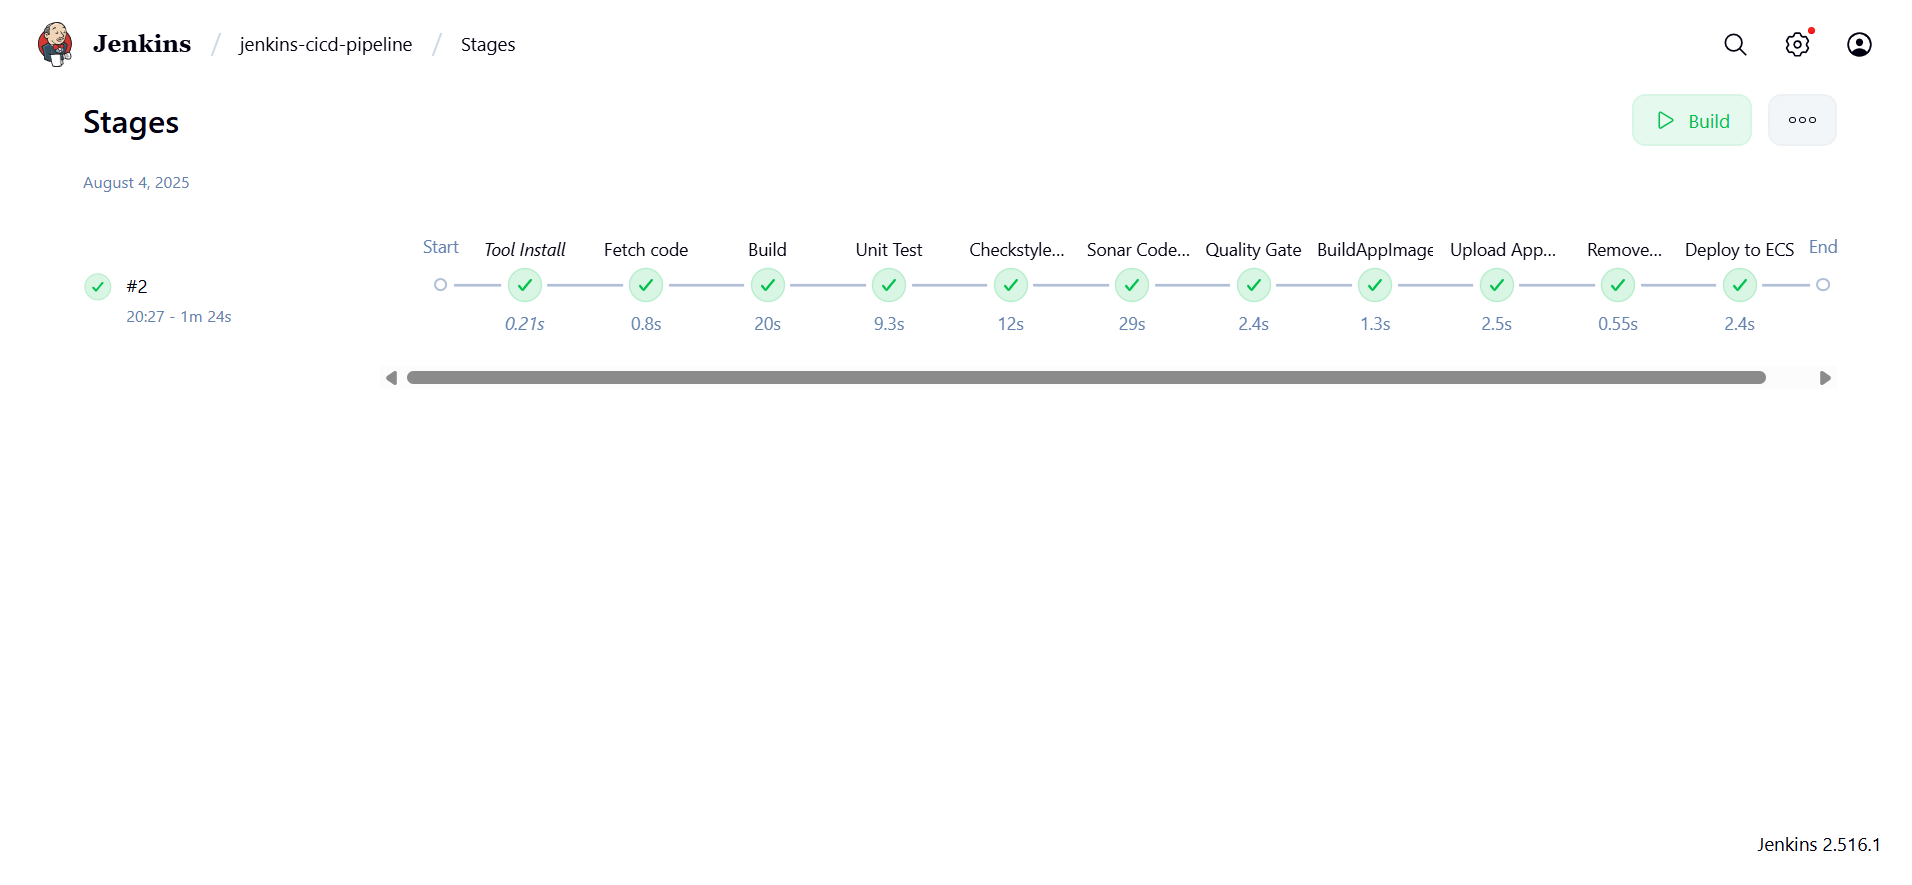 Jenkins / jenkins-cicd-pipeline / Stages
Stages
Build
August 4, 2025
Start Tool Install Fetch code Build Unit Test Checkstyle... Sonar Code... Quality Gate BuildAppImage Upload App... Remove... Deploy to ECS End
#2
20:27 - 1m 24s
0.21s 0.8s 20s 9.3s 12s 29s 2.4s 1.3s 2.5s 0.55s 2.4s
Jenkins 2.516.1